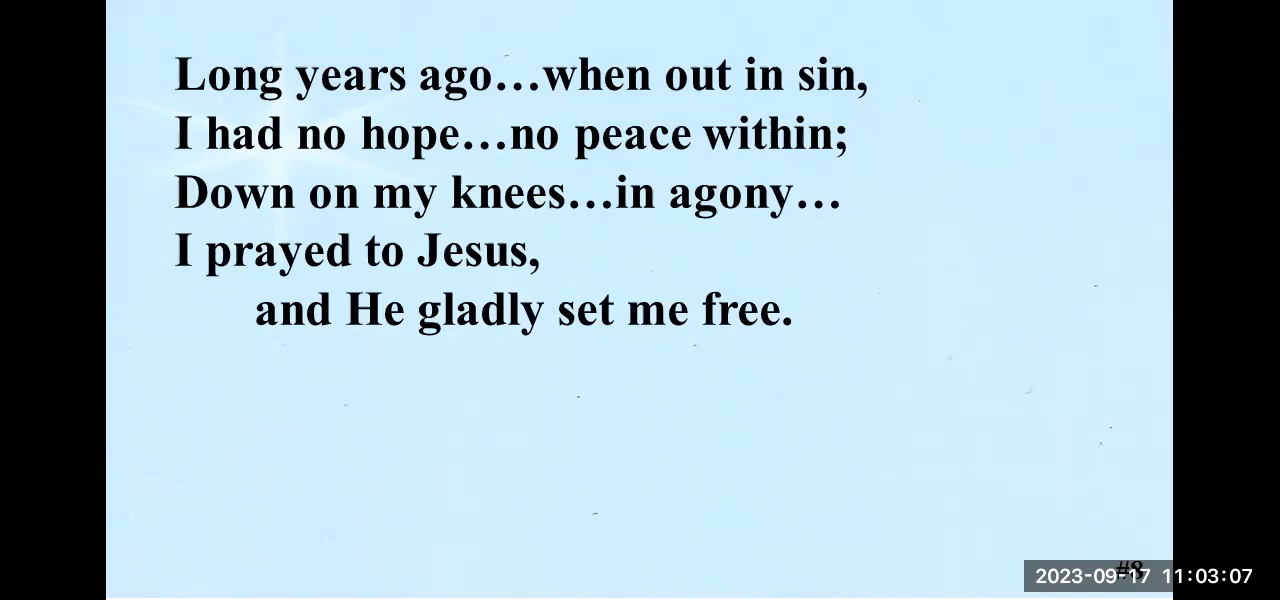 Long years ago…when out in sin,
I had no hope…no peace within;
Down on my knees…in agony…
I prayed to Jesus,
and He gladly set me free.
#8
2023-09-17 11:03:07